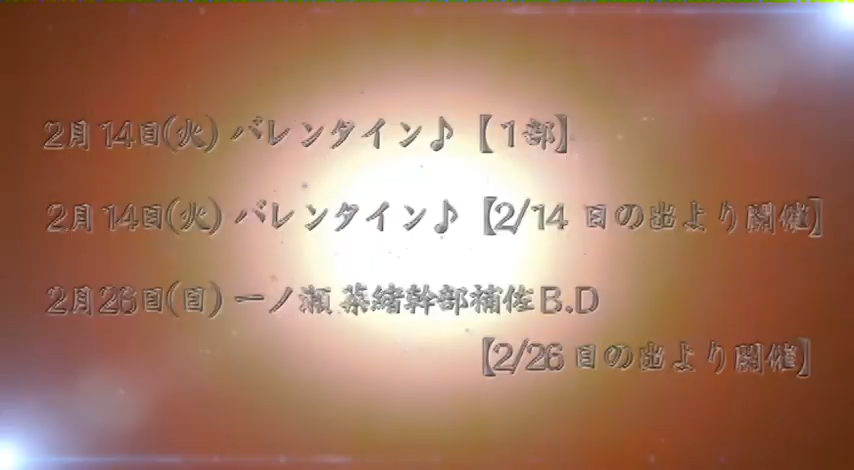 2月14日(火) バレンタイン♪【1部】
2月14日(火) バレンタイン♪【2/14 日の出より開催】
2月26日(日) 一ノ瀬 菜緒幹部補佐B.D
【2/26 日の出より開催】